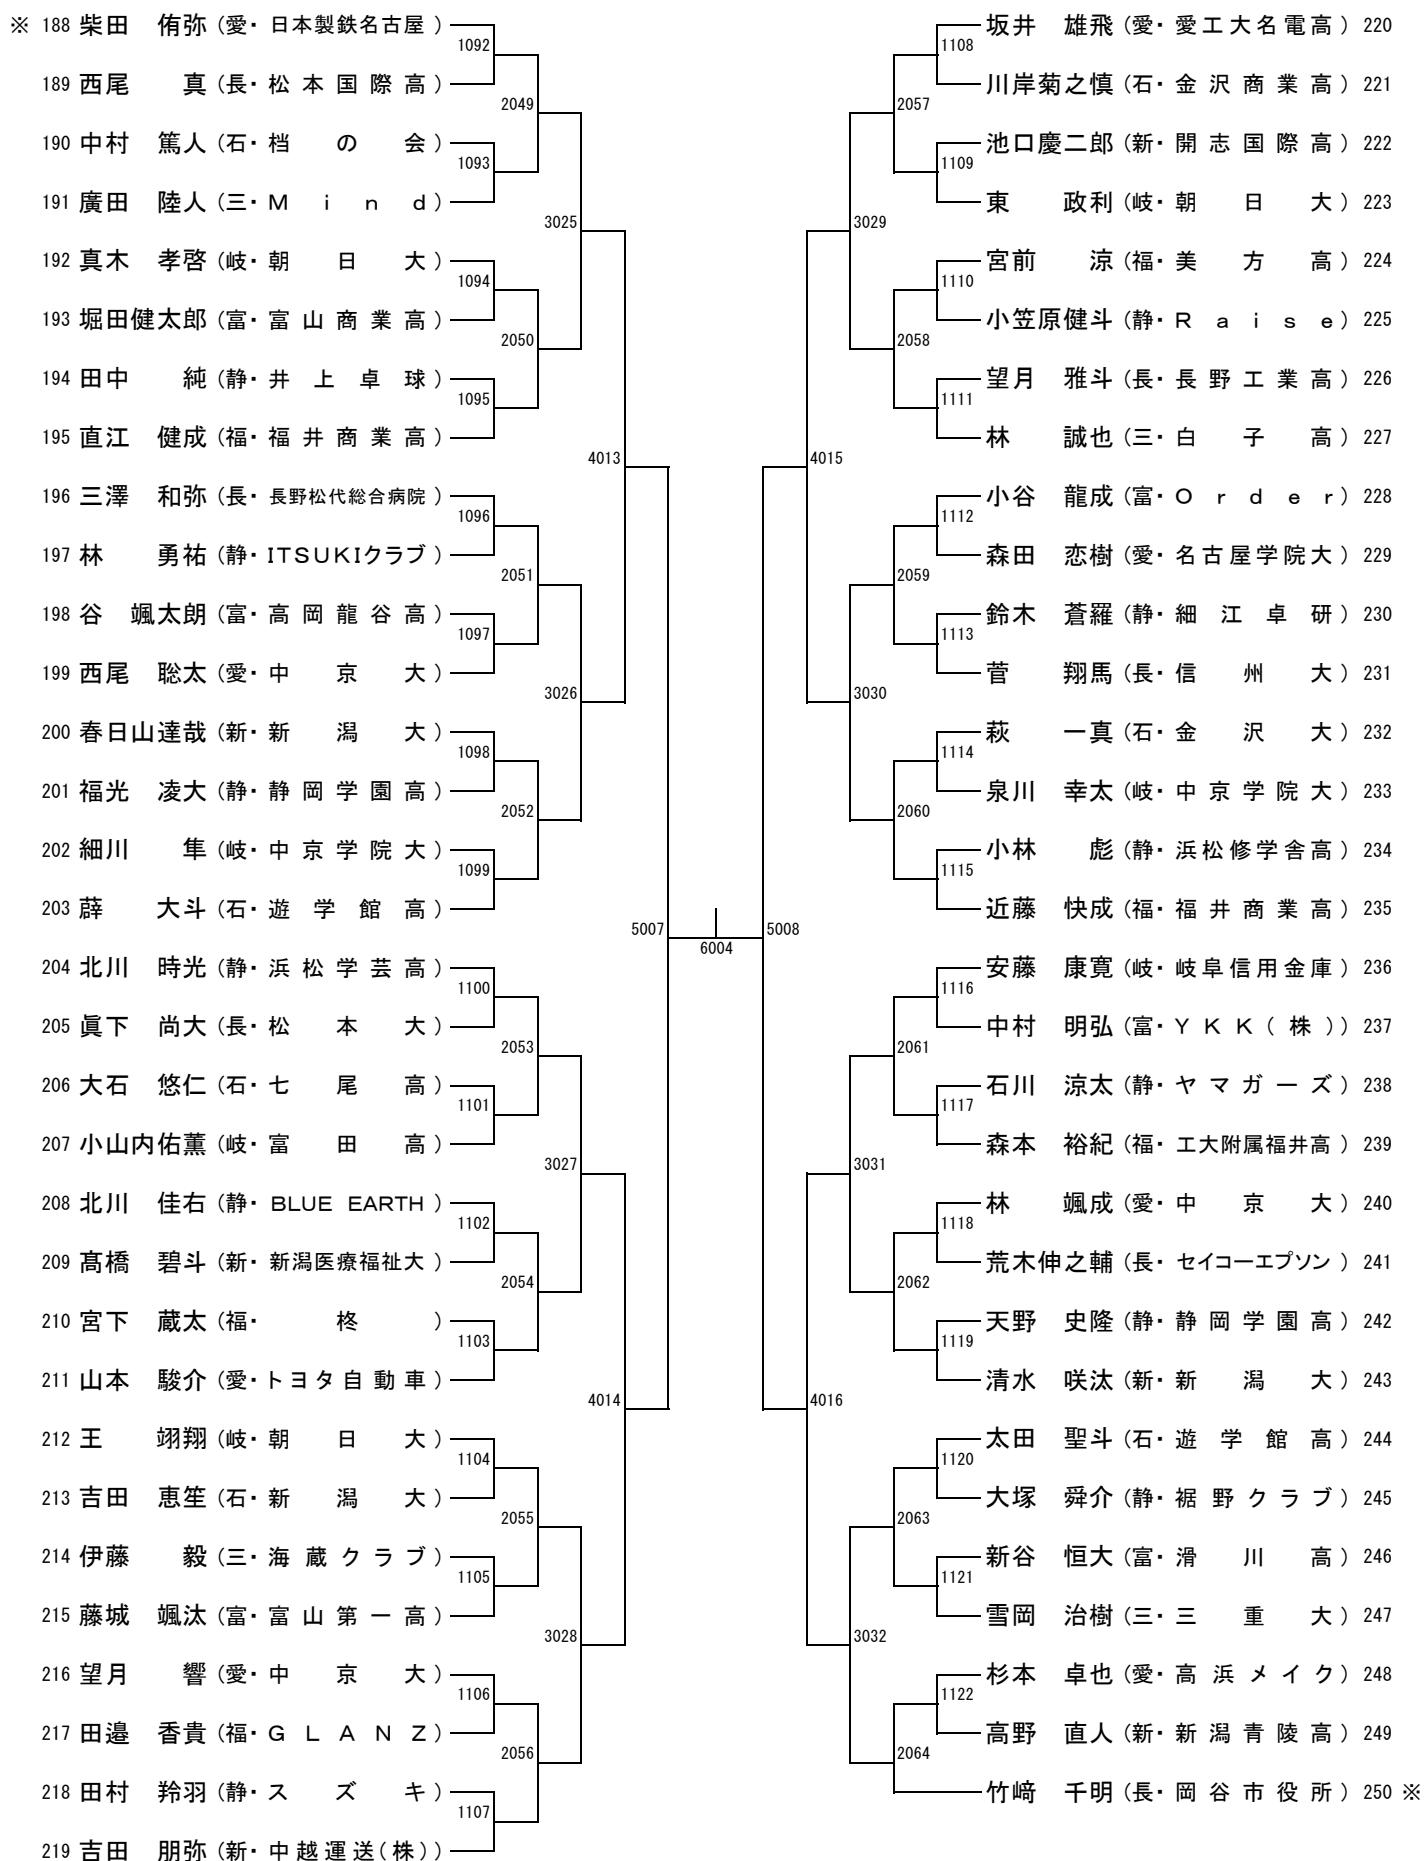 ※ 188 柴田 侑弥 (愛・日本製鉄名古屋)
1092
189 西尾 真 (長・松本国際高)
2049
190 中村 篤人 (石・档の会)
1093
191 廣田 陸人 (三・Mind)
3025
192 真木 孝啓 (岐・朝日大)
1094
193 堀田健太郎 (富・富山商業高)
2050
194 田中 純 (静・井上卓球)
1095
195 直江 健成 (福・福井商業高)
4013
196 三澤 和弥 (長・長野松代総合病院)
1096
197 林 勇祐 (静・ITSUKIクラブ)
2051
198 谷 颯太朗 (富・高岡龍谷高)
1097
199 西尾 聡太 (愛・中京大)
3026
200 春日山達哉 (新・新潟大)
1098
201 福光 凌大 (静・静岡学園高)
2052
202 細川 隼 (岐・中京学院大)
1099
203 薜 大斗 (石・遊学館高)
5007
204 北川 時光 (静・浜松学芸高)
1100
205 眞下 尚大 (長・松本大)
2053
206 大石 悠仁 (石・七尾高)
1101
207 小山内佑薫 (岐・富田高)
3027
208 北川 佳右 (静・BLUE EARTH)
1102
209 髙橋 碧斗 (新・新潟医療福祉大)
2054
210 宮下 蔵太 (福・柊)
1103
211 山本 駿介 (愛・トヨタ自動車)
4014
212 王 翊翔 (岐・朝日大)
1104
213 吉田 恵笙 (石・新潟大)
2055
214 伊藤 毅 (三・海蔵クラブ)
1105
215 藤城 颯汰 (富・富山第一高)
3028
216 望月 響 (愛・中京大)
1106
217 田邉 香貴 (福・GLANZ)
2056
218 田村 羚羽 (静・スズキ)
1107
219 吉田 朋弥 (新・中越運送(株))
6004
坂井 雄飛 (愛・愛工大名電高) 220
1108
川岸菊之慎 (石・金沢商業高) 221
2057
池口慶二郎 (新・開志国際高) 222
1109
東 政利 (岐・朝日大) 223
3029
宮前 涼 (福・美方高) 224
1110
小笠原健斗 (静・Raise) 225
2058
望月 雅斗 (長・長野工業高) 226
1111
林 誠也 (三・白子高) 227
4015
小谷 龍成 (富・Order) 228
1112
森田 恋樹 (愛・名古屋学院大) 229
2059
鈴木 蒼羅 (静・細江卓研) 230
1113
菅 翔馬 (長・信州大) 231
3030
萩 一真 (石・金沢大) 232
1114
泉川 幸太 (岐・中京学院大) 233
2060
小林 彪 (静・浜松修学舎高) 234
1115
近藤 快成 (福・福井商業高) 235
5008
安藤 康寛 (岐・岐阜信用金庫) 236
1116
中村 明弘 (富・YKK(株)) 237
2061
石川 涼太 (静・ヤマガーズ) 238
1117
森本 裕紀 (福・工大附属福井高) 239
3031
林 颯成 (愛・中京大) 240
1118
荒木伸之輔 (長・セイコーエプソン) 241
2062
天野 史隆 (静・静岡学園高) 242
1119
清水 咲汰 (新・新潟大) 243
4016
太田 聖斗 (石・遊学館高) 244
1120
大塚 舜介 (静・裾野クラブ) 245
2063
新谷 恒大 (富・滑川高) 246
1121
雪岡 治樹 (三・三重大) 247
3032
杉本 卓也 (愛・高浜メイク) 248
1122
高野 直人 (新・新潟青陵高) 249
2064
竹﨑 千明 (長・岡谷市役所) 250 ※